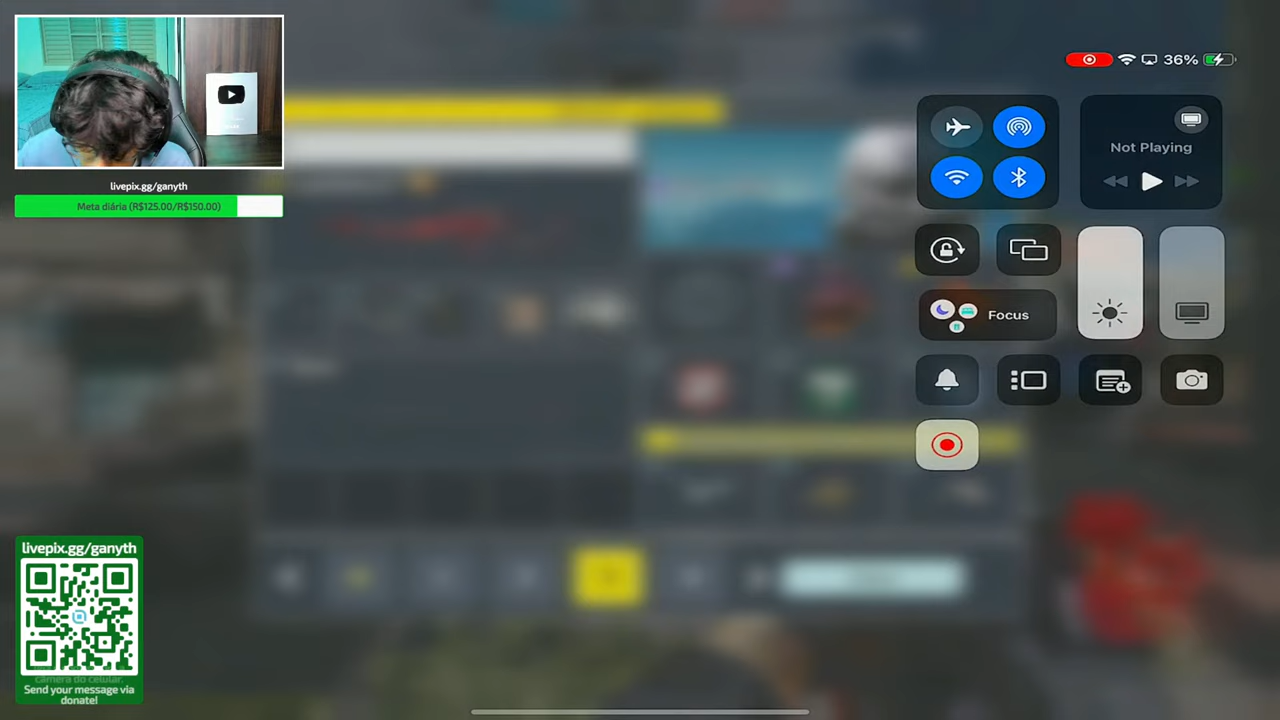 livepix.gg/ganyth
Meta diária (R$125.00/R$150.00)
36%
Not Playing
Focus
livepix.gg/ganyth
câmera do celular.
Send your message via
donate!